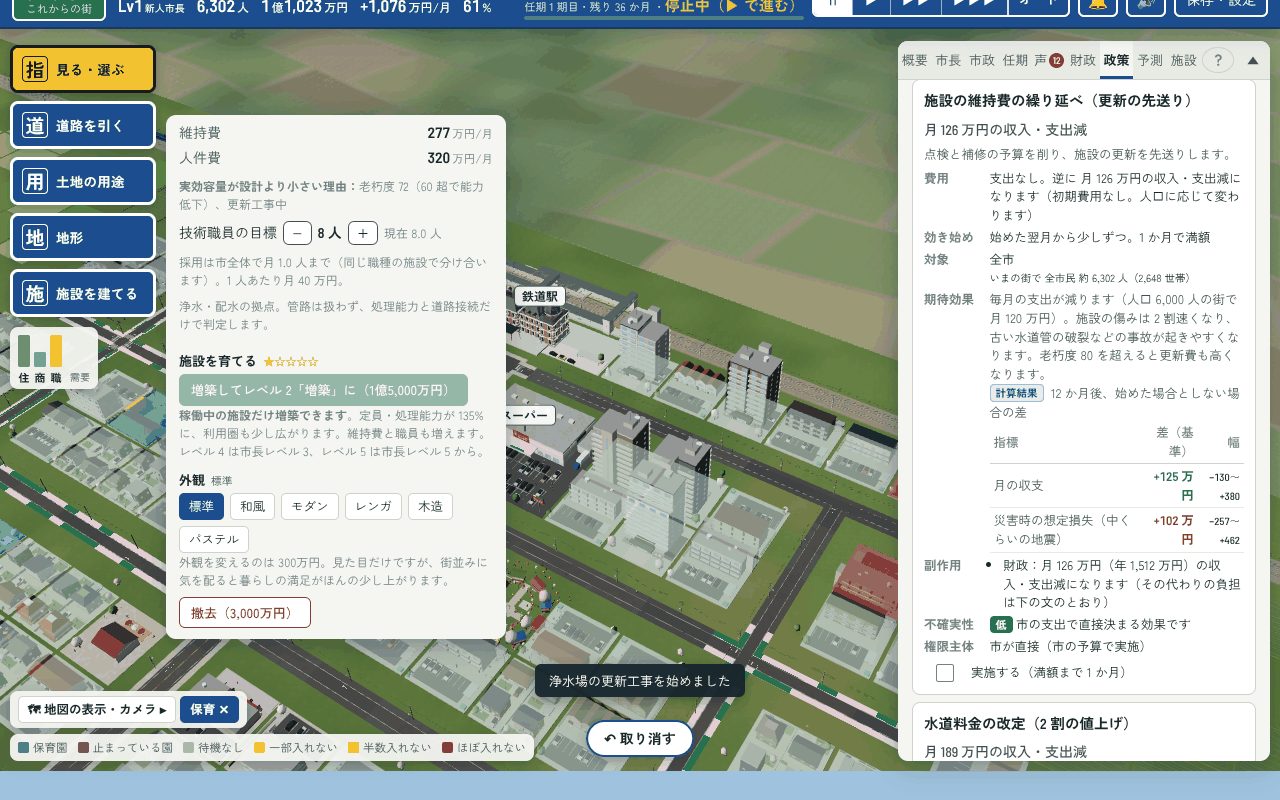 これからの街
Lv1 新人市長 6,302 人 1億1,023 万円 +1,076 万円/月 61 %
任期 1 期目・残り 36 か月・停止中（▶ で進む）
指 見る・選ぶ
道 道路を引く
用 土地の用途
地 地形
施 施設を建てる
住 商 職 需要
維持費 277 万円/月
人件費 320 万円/月
実効容量が設計より小さい理由：老朽度 72（60 超で能力
低下）、更新工事中
技術職員の目標 − 8 人 + 現在 8.0 人
採用は市全体で月 1.0 人まで（同じ職種の施設で分け合い
ます）。1 人あたり月 40 万円。
浄水・配水の拠点。管路は扱わず、処理能力と道路接続だ
けで判定します。
施設を育てる ★☆☆☆☆
増築してレベル 2「増築」に（1億5,000万円）
稼働中の施設だけ増築できます。定員・処理能力が 135%
に、利用圏も少し広がります。維持費と職員も増えます。
レベル 4 は市長レベル 3、レベル 5 は市長レベル 5 から。
外観 標準
標準 和風 モダン レンガ 木造
パステル
外観を変えるのは 300万円。見た目だけですが、街並みに
気を配ると暮らしの満足がほんの少し上がります。
撤去（3,000万円）
鉄道駅
スーパー
浄水場の更新工事を始めました
↶ 取り消す
🗺 地図の表示・カメラ ▸ 保育 ✕
保育園 止まっている園 待機なし 一部入れない 半数入れない ほぼ入れない
概要 市長 市政 任期 声 12 財政 政策 予測 施設 ? ▲
施設の維持費の繰り延べ（更新の先送り）
月 126 万円の収入・支出減
点検と補修の予算を削り、施設の更新を先送りします。
費用 支出なし。逆に 月 126 万円の収入・支出減に
なります（初期費用なし。人口に応じて変わ
ります）
効き始め 始めた翌月から少しずつ。1 か月で満額
対象 全市
いまの街で 全市民 約 6,302 人（2,648 世帯）
期待効果 毎月の支出が減ります（人口 6,000 人の街で
月 120 万円）。施設の傷みは 2 割速くなり、
古い水道管の破裂などの事故が起きやすくな
ります。老朽度 80 を超えると更新費も高く
なります。
計算結果 12 か月後、始めた場合としない場
合の差
指標 差（基準） 幅
月の収支 +125 万円 −130〜+380
災害時の想定損失（中くらいの地震） +102 万円 −257〜+462
副作用 • 財政：月 126 万円（年 1,512 万円）の収
入・支出減になります（その代わりの負担
は下の文のとおり）
不確実性 低 市の支出で直接決まる効果です
権限主体 市が直接（市の予算で実施）
実施する（満額まで 1 か月）
水道料金の改定（2 割の値上げ）
月 189 万円の収入・支出減